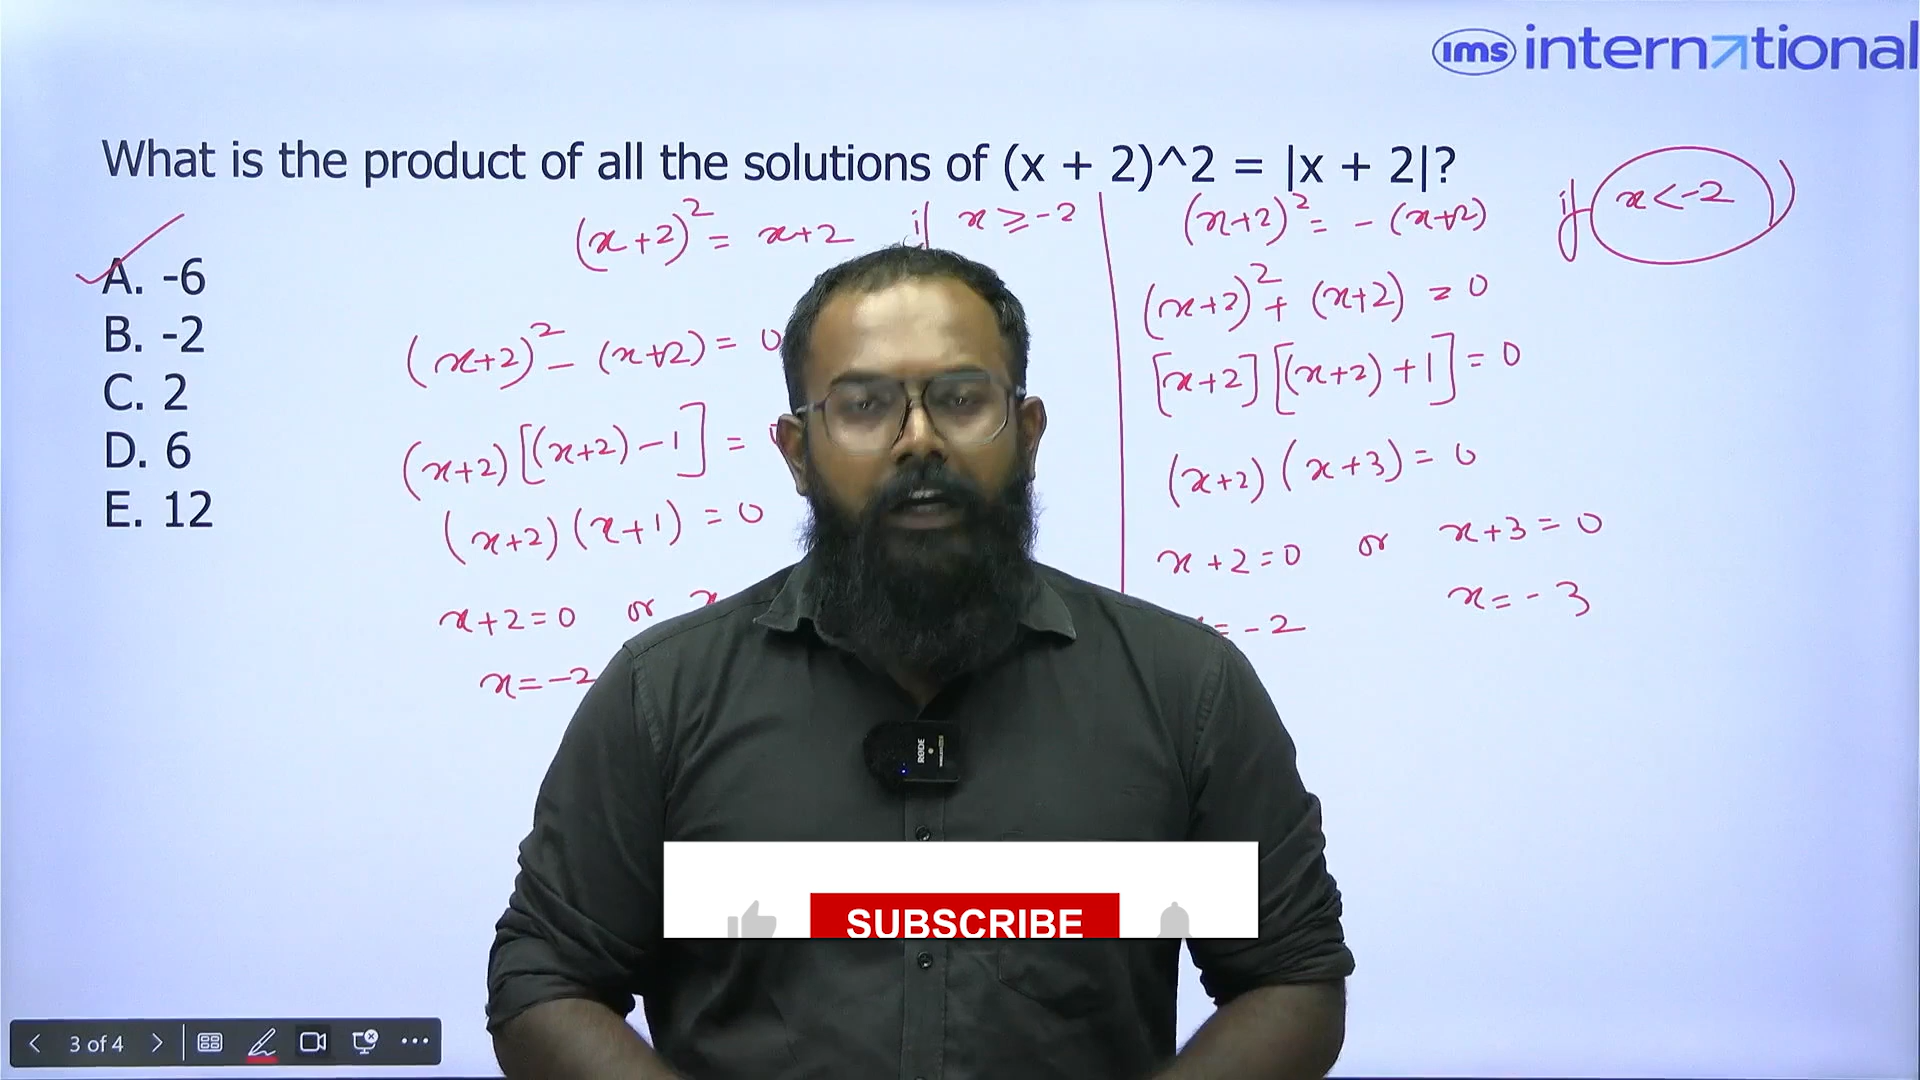 ims international
What is the product of all the solutions of (x + 2)^2 = |x + 2|?
A. -6
B. -2
C. 2
D. 6
E. 12
(x+2)^2 = x+2 if x ≥ -2
(x+2)^2 - (x+2) = 0
(x+2)[(x+2)-1] =
(x+2)(x+1) = 0
x+2=0 or x
x=-2
(x+2)^2 = -(x+2) if x<-2)
(x+2)^2 + (x+2) = 0
[x+2][(x+2)+1] = 0
(x+2)(x+3) = 0
x+2=0 or x+3=0
= -2 x=-3
RODE
SUBSCRIBE
3 of 4